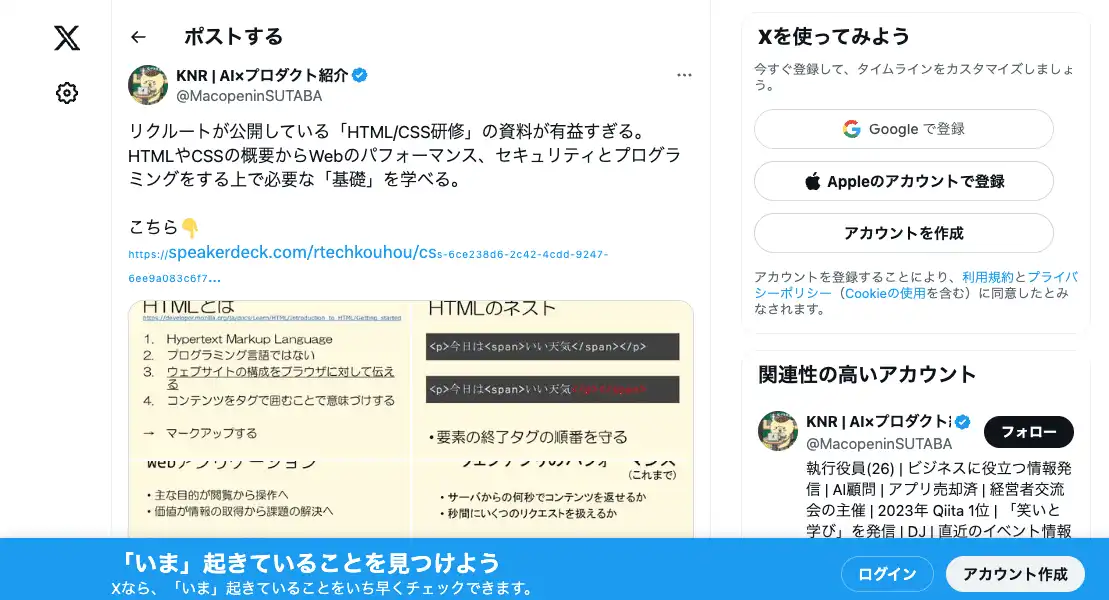 ポストする
KNR | AI×プロダクト紹介
@MacopeninSUTABA
リクルートが公開している「HTML/CSS研修」の資料が有益すぎる。
HTMLやCSSの概要からWebのパフォーマンス、セキュリティとプログラ
ミングをする上で必要な「基礎」を学べる。
こちら👇
https://speakerdeck.com/rtechkouhou/css-6ce238d6-2c42-4cdd-9247-
6ee9a083c6f7…
HTMLとは
https://developer.mozilla.org/ja/docs/Learn/HTML/Introduction_to_HTML/Getting_started
1. Hypertext Markup Language
2. プログラミング言語ではない
3. ウェブサイトの構成をブラウザに対して伝え
る
4. コンテンツをタグで囲むことで意味づけする
→ マークアップする
HTMLのネスト
<p>今日は<span>いい天気</span></p>
<p>今日は<span>いい天気
•要素の終了タグの順番を守る
Webアプリケーション
•主な目的が閲覧から操作へ
•価値が情報の取得から課題の解決へ
(これまで)
•サーバからの何秒でコンテンツを返せるか
•秒間にいくつのリクエストを扱えるか
Xを使ってみよう
今すぐ登録して、タイムラインをカスタマイズしましょ
う。
Google で登録
Appleのアカウントで登録
アカウントを作成
アカウントを登録することにより、利用規約とプライバ
シーポリシー（Cookieの使用を含む）に同意したとみ
なされます。
関連性の高いアカウント
KNR | AI×プロダクト
@MacopeninSUTABA
フォロー
執行役員(26) | ビジネスに役立つ情報発
信 | AI顧問 | アプリ売却済 | 経営者交流
会の主催 | 2023年 Qiita 1位 | 「笑いと
学び」を発信 | DJ | 直近のイベント情報
「いま」起きていることを見つけよう
Xなら、「いま」起きていることをいち早くチェックできます。
ログイン
アカウント作成